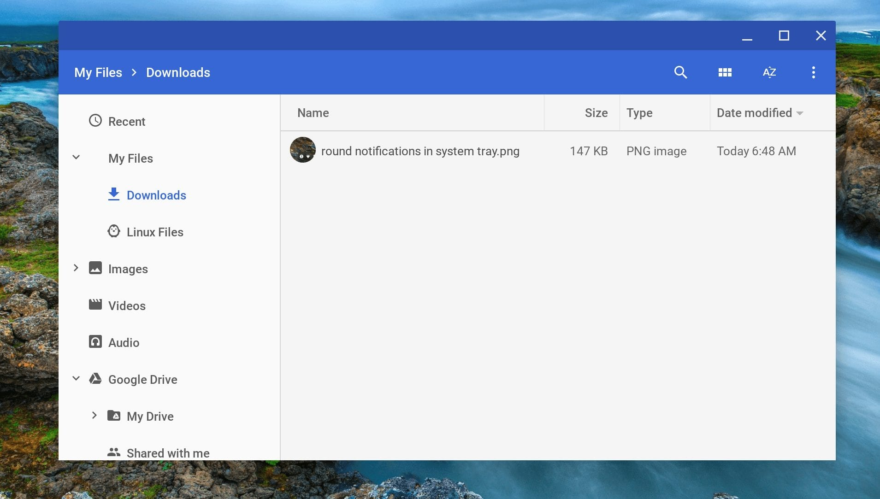 My Files > Downloads
AZ
Recent
My Files
Downloads
Linux Files
Images
Videos
Audio
Google Drive
My Drive
Shared with me
Name Size Type Date modified
round notifications in system tray.png 147 KB PNG image Today 6:48 AM